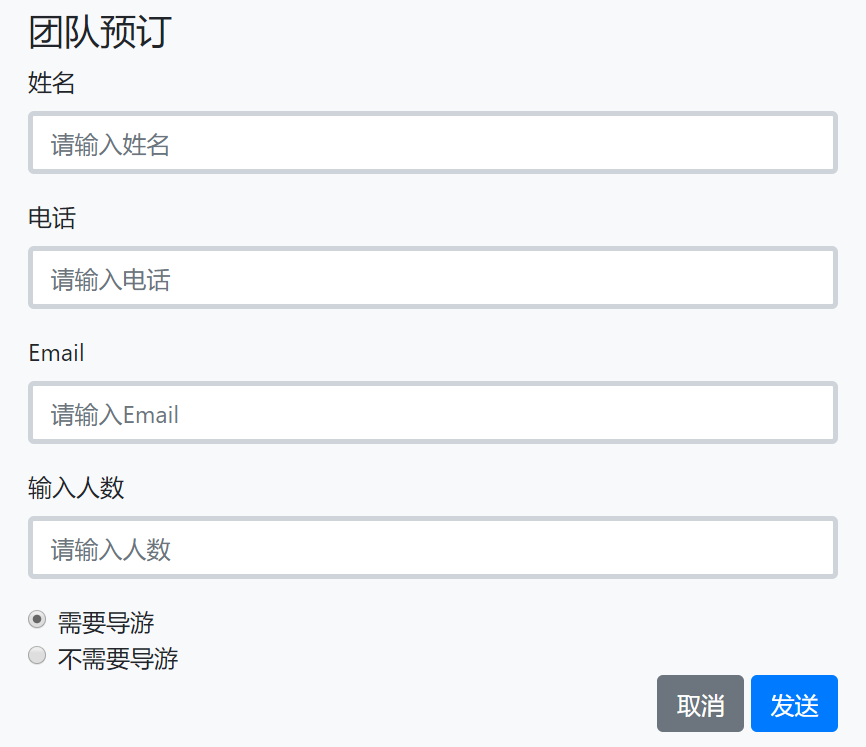 团队预订
姓名
请输入姓名
电话
请输入电话
Email
请输入Email
输入人数
请输入人数
需要导游
不需要导游
取消 发送